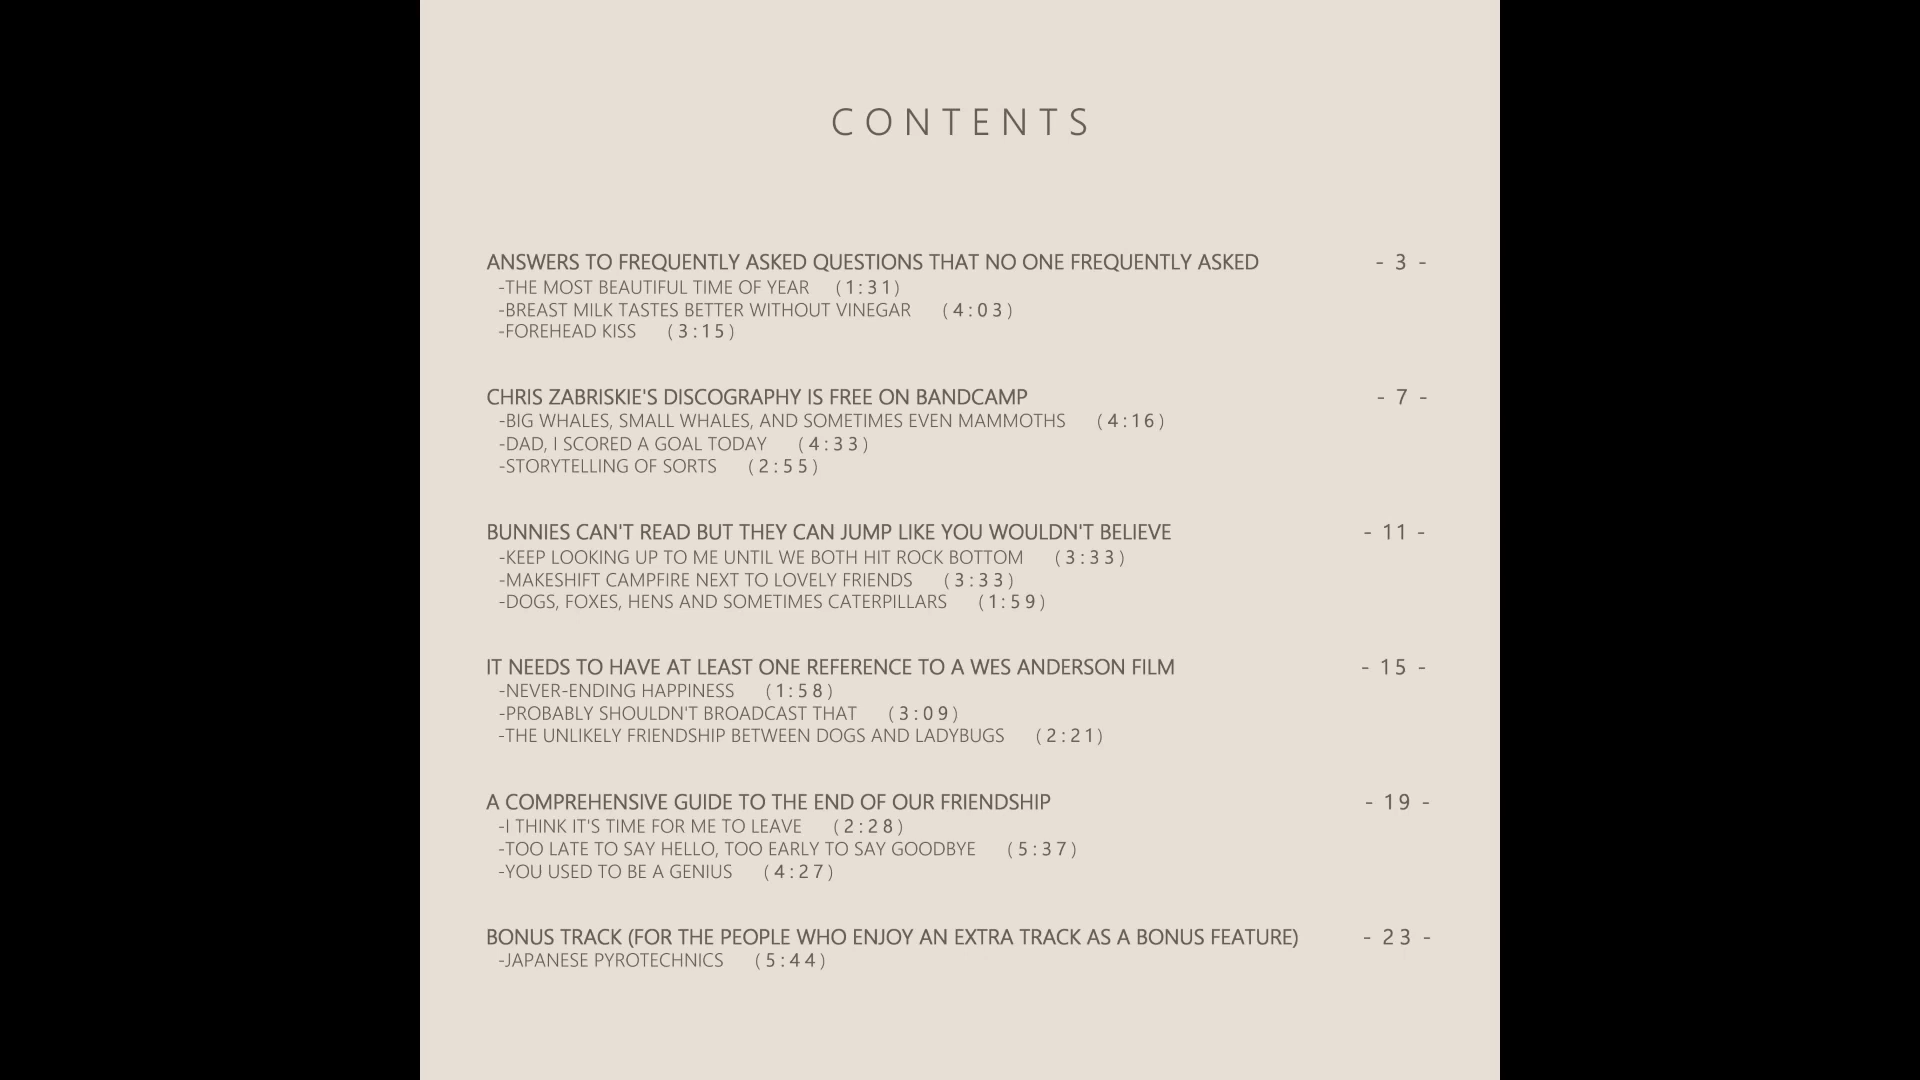 CONTENTS
ANSWERS TO FREQUENTLY ASKED QUESTIONS THAT NO ONE FREQUENTLY ASKED - 3 -
-THE MOST BEAUTIFUL TIME OF YEAR (1:31)
-BREAST MILK TASTES BETTER WITHOUT VINEGAR (4:03)
-FOREHEAD KISS (3:15)
CHRIS ZABRISKIE'S DISCOGRAPHY IS FREE ON BANDCAMP - 7 -
-BIG WHALES, SMALL WHALES, AND SOMETIMES EVEN MAMMOTHS (4:16)
-DAD, I SCORED A GOAL TODAY (4:33)
-STORYTELLING OF SORTS (2:55)
BUNNIES CAN'T READ BUT THEY CAN JUMP LIKE YOU WOULDN'T BELIEVE - 11 -
-KEEP LOOKING UP TO ME UNTIL WE BOTH HIT ROCK BOTTOM (3:33)
-MAKESHIFT CAMPFIRE NEXT TO LOVELY FRIENDS (3:33)
-DOGS, FOXES, HENS AND SOMETIMES CATERPILLARS (1:59)
IT NEEDS TO HAVE AT LEAST ONE REFERENCE TO A WES ANDERSON FILM - 15 -
-NEVER-ENDING HAPPINESS (1:58)
-PROBABLY SHOULDN'T BROADCAST THAT (3:09)
-THE UNLIKELY FRIENDSHIP BETWEEN DOGS AND LADYBUGS (2:21)
A COMPREHENSIVE GUIDE TO THE END OF OUR FRIENDSHIP - 19 -
-I THINK IT'S TIME FOR ME TO LEAVE (2:28)
-TOO LATE TO SAY HELLO, TOO EARLY TO SAY GOODBYE (5:37)
-YOU USED TO BE A GENIUS (4:27)
BONUS TRACK (FOR THE PEOPLE WHO ENJOY AN EXTRA TRACK AS A BONUS FEATURE) - 23 -
-JAPANESE PYROTECHNICS (5:44)